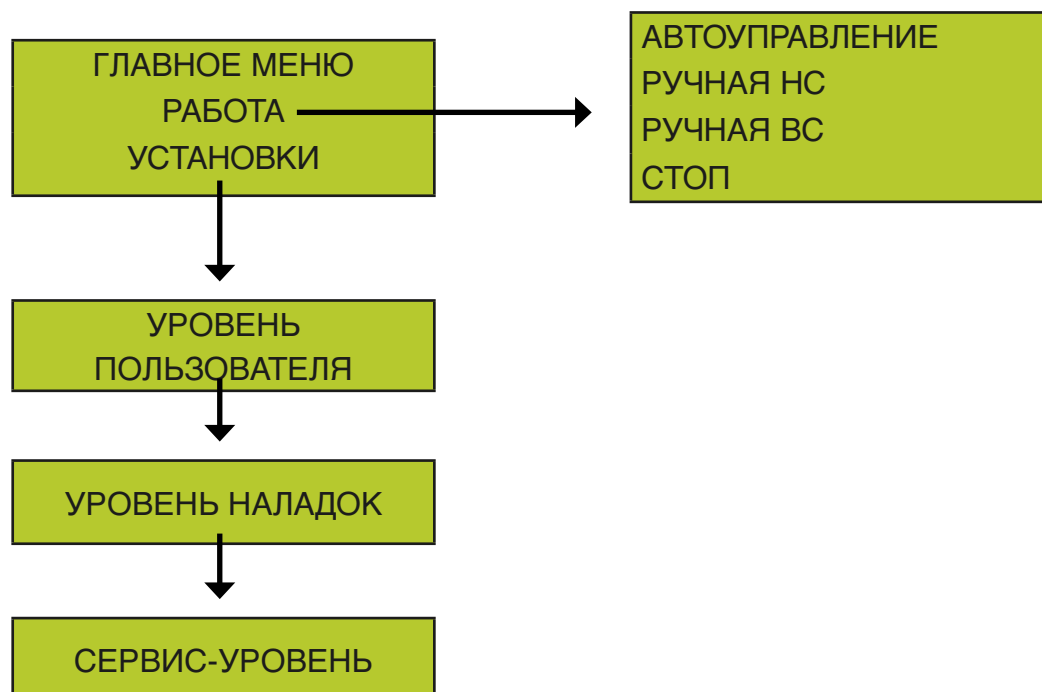 ГЛАВНОЕ МЕНЮ
РАБОТА
УСТАНОВКИ
АВТОУПРАВЛЕНИЕ
РУЧНАЯ НС
РУЧНАЯ ВС
СТОП
УРОВЕНЬ
ПОЛЬЗОВАТЕЛЯ
УРОВЕНЬ НАЛАДОК
СЕРВИС-УРОВЕНЬ